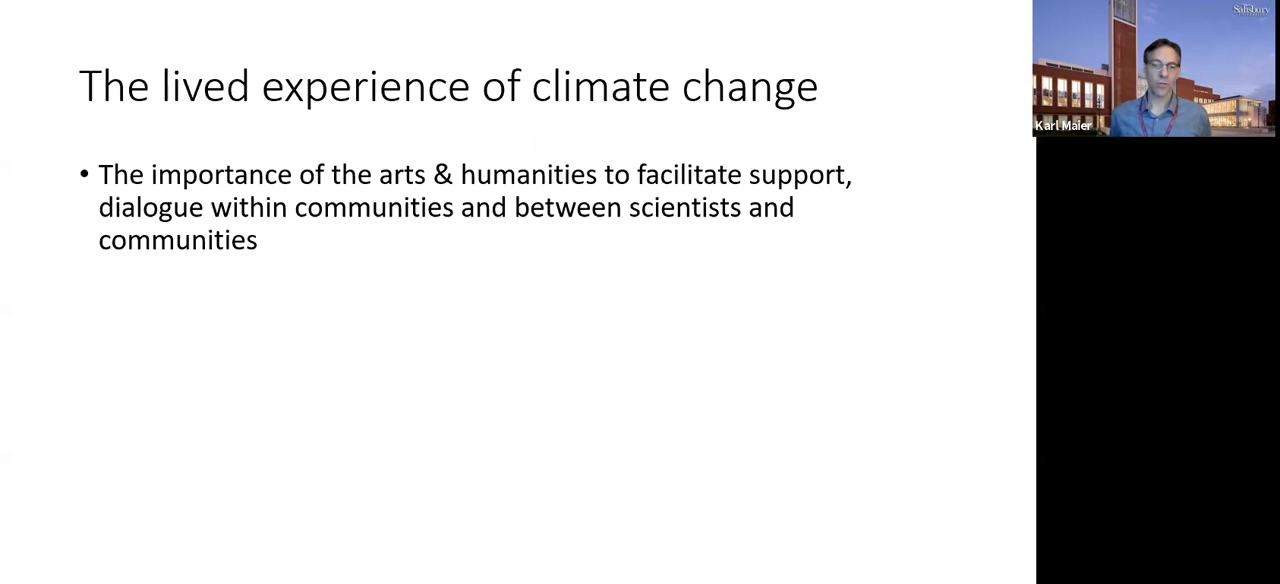 The lived experience of climate change
• The importance of the arts & humanities to facilitate support,
dialogue within communities and between scientists and
communities
Salisbury
Karl Maier